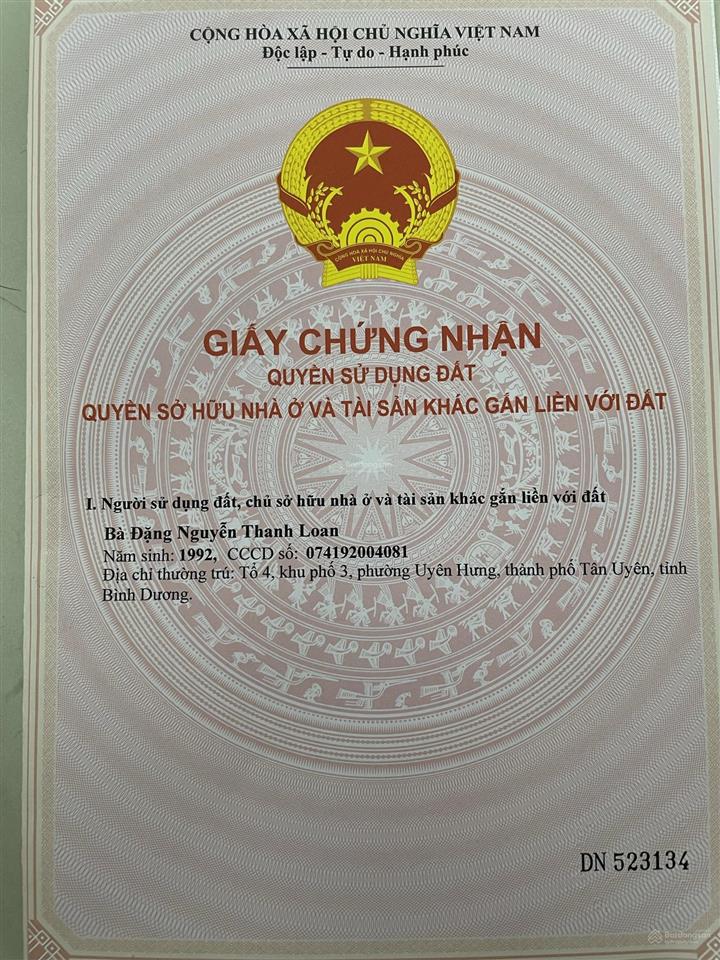 CỘNG HÒA XÃ HỘI CHỦ NGHĨA VIỆT NAM
Độc lập - Tự do - Hạnh phúc
CỘNG HÒA XÃ HỘI CHỦ NGHĨA
VIỆT NAM
GIẤY CHỨNG NHẬN
QUYỀN SỬ DỤNG ĐẤT
QUYỀN SỞ HỮU NHÀ Ở VÀ TÀI SẢN KHÁC GẮN LIỀN VỚI ĐẤT
I. Người sử dụng đất, chủ sở hữu nhà ở và tài sản khác gắn liền với đất
Bà Đặng Nguyễn Thanh Loan
Năm sinh: 1992, CCCD số: 074192004081
Địa chỉ thường trú: Tổ 4, khu phố 3, phường Uyên Hưng, thành phố Tân Uyên, tỉnh
Bình Dương.
DN 523134
Batdongsan